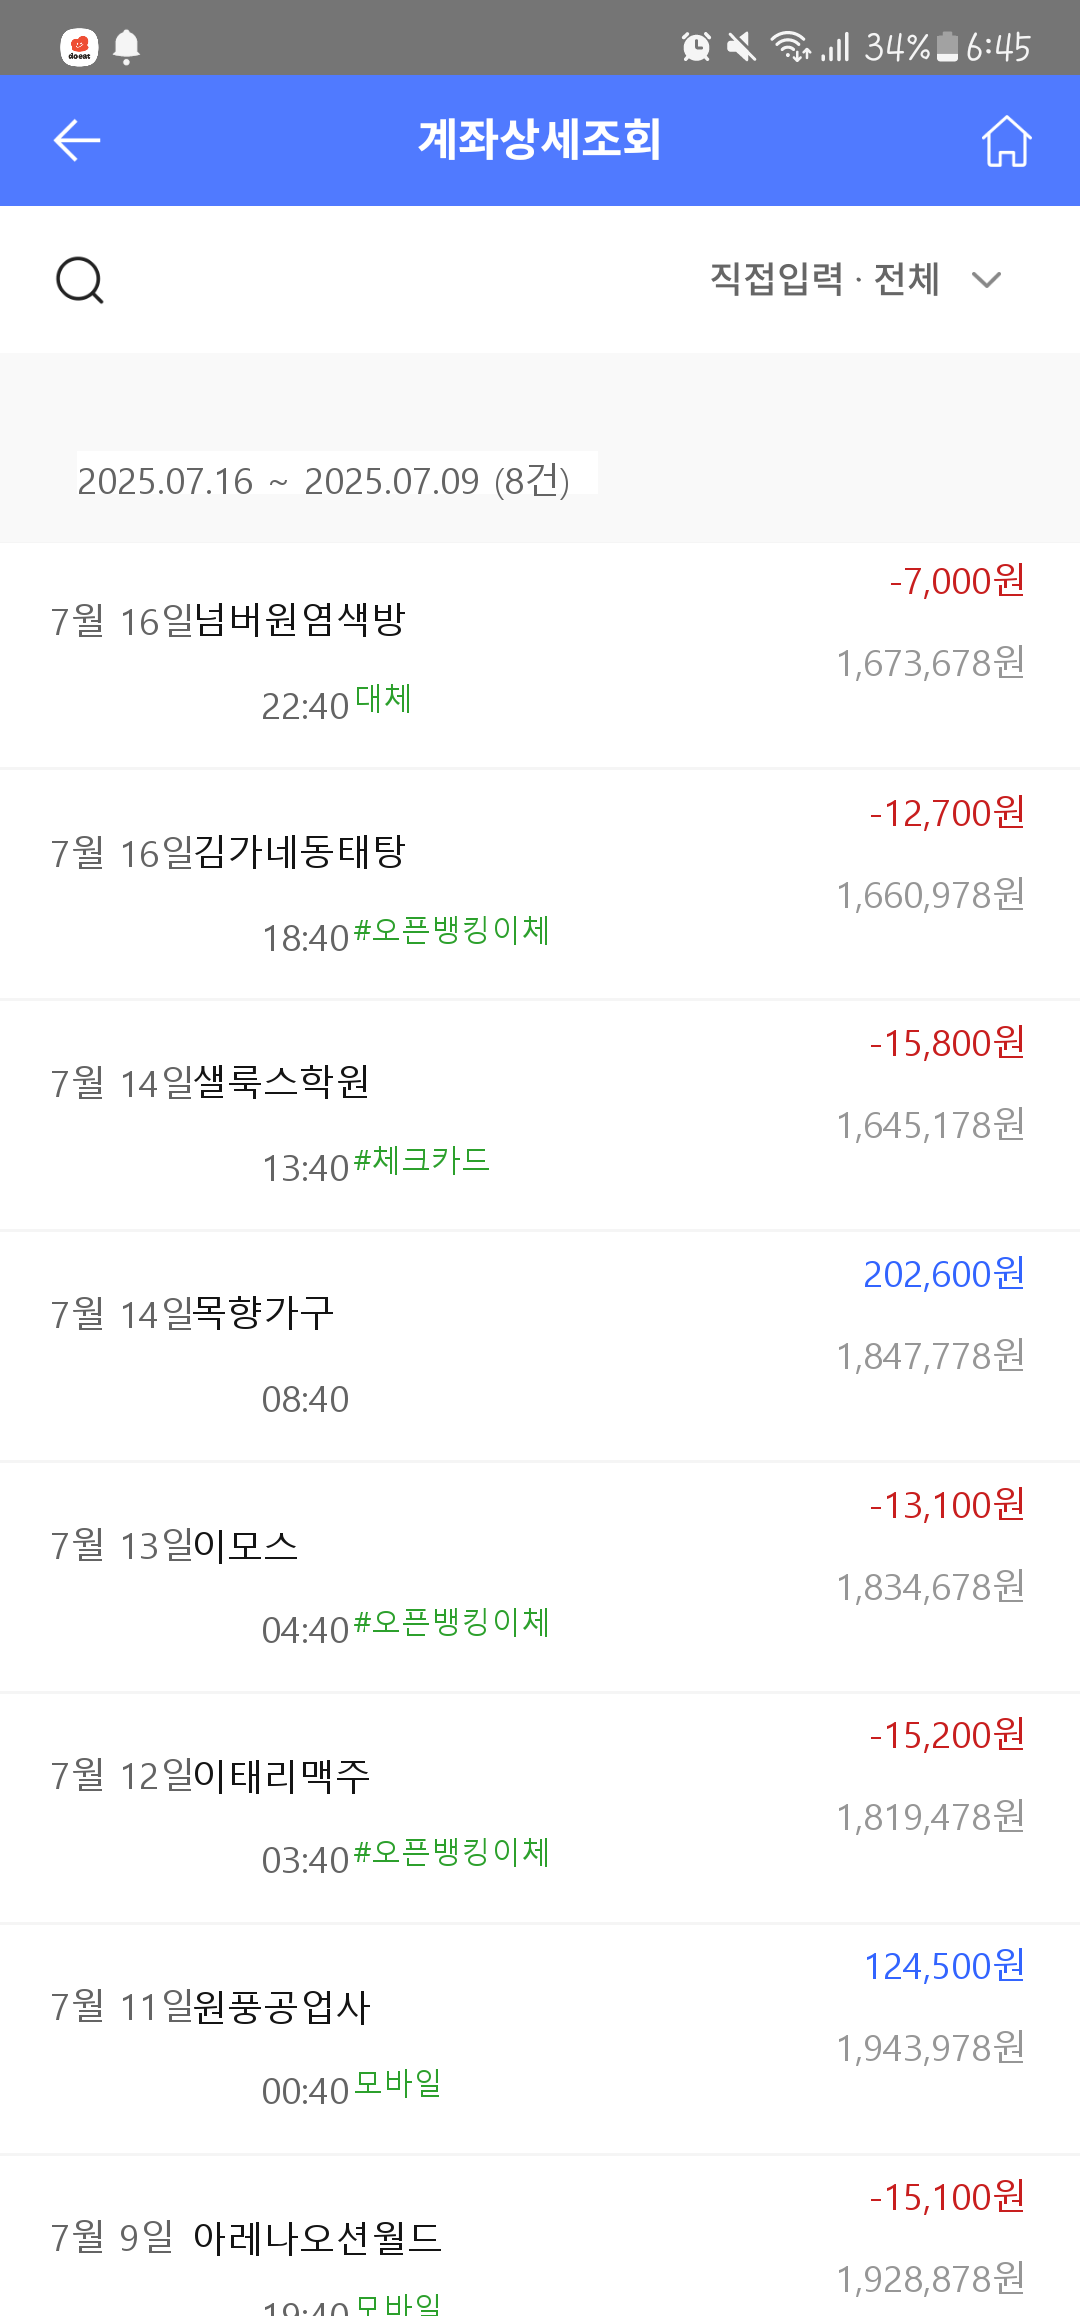 doeat 34% 6:45
계좌상세조회
직접입력 · 전체
2025.07.16 ~ 2025.07.09 (8건)
-7,000원
7월 16일넘버원염색방
1,673,678원
22:40 대체
-12,700원
7월 16일김가네동태탕
1,660,978원
18:40 #오픈뱅킹이체
-15,800원
7월 14일샐룩스학원
1,645,178원
13:40 #체크카드
202,600원
7월 14일목향가구
1,847,778원
08:40
-13,100원
7월 13일이모스
1,834,678원
04:40 #오픈뱅킹이체
-15,200원
7월 12일이태리맥주
1,819,478원
03:40 #오픈뱅킹이체
124,500원
7월 11일원풍공업사
1,943,978원
00:40 모바일
-15,100원
7월 9일 아레나오션월드
1,928,878원
19:40 모바일